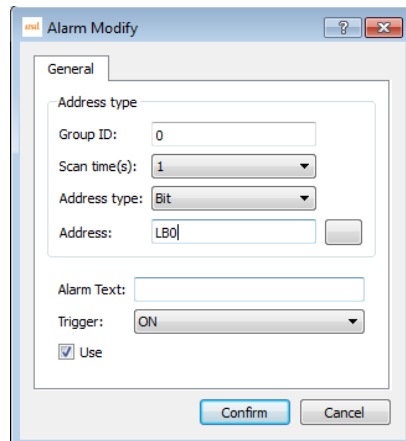 Alarm Modify
General
Address type
Group ID: 0
Scan time(s): 1
Address type: Bit
Address: LB0
Alarm Text:
Trigger: ON
Use
Confirm Cancel